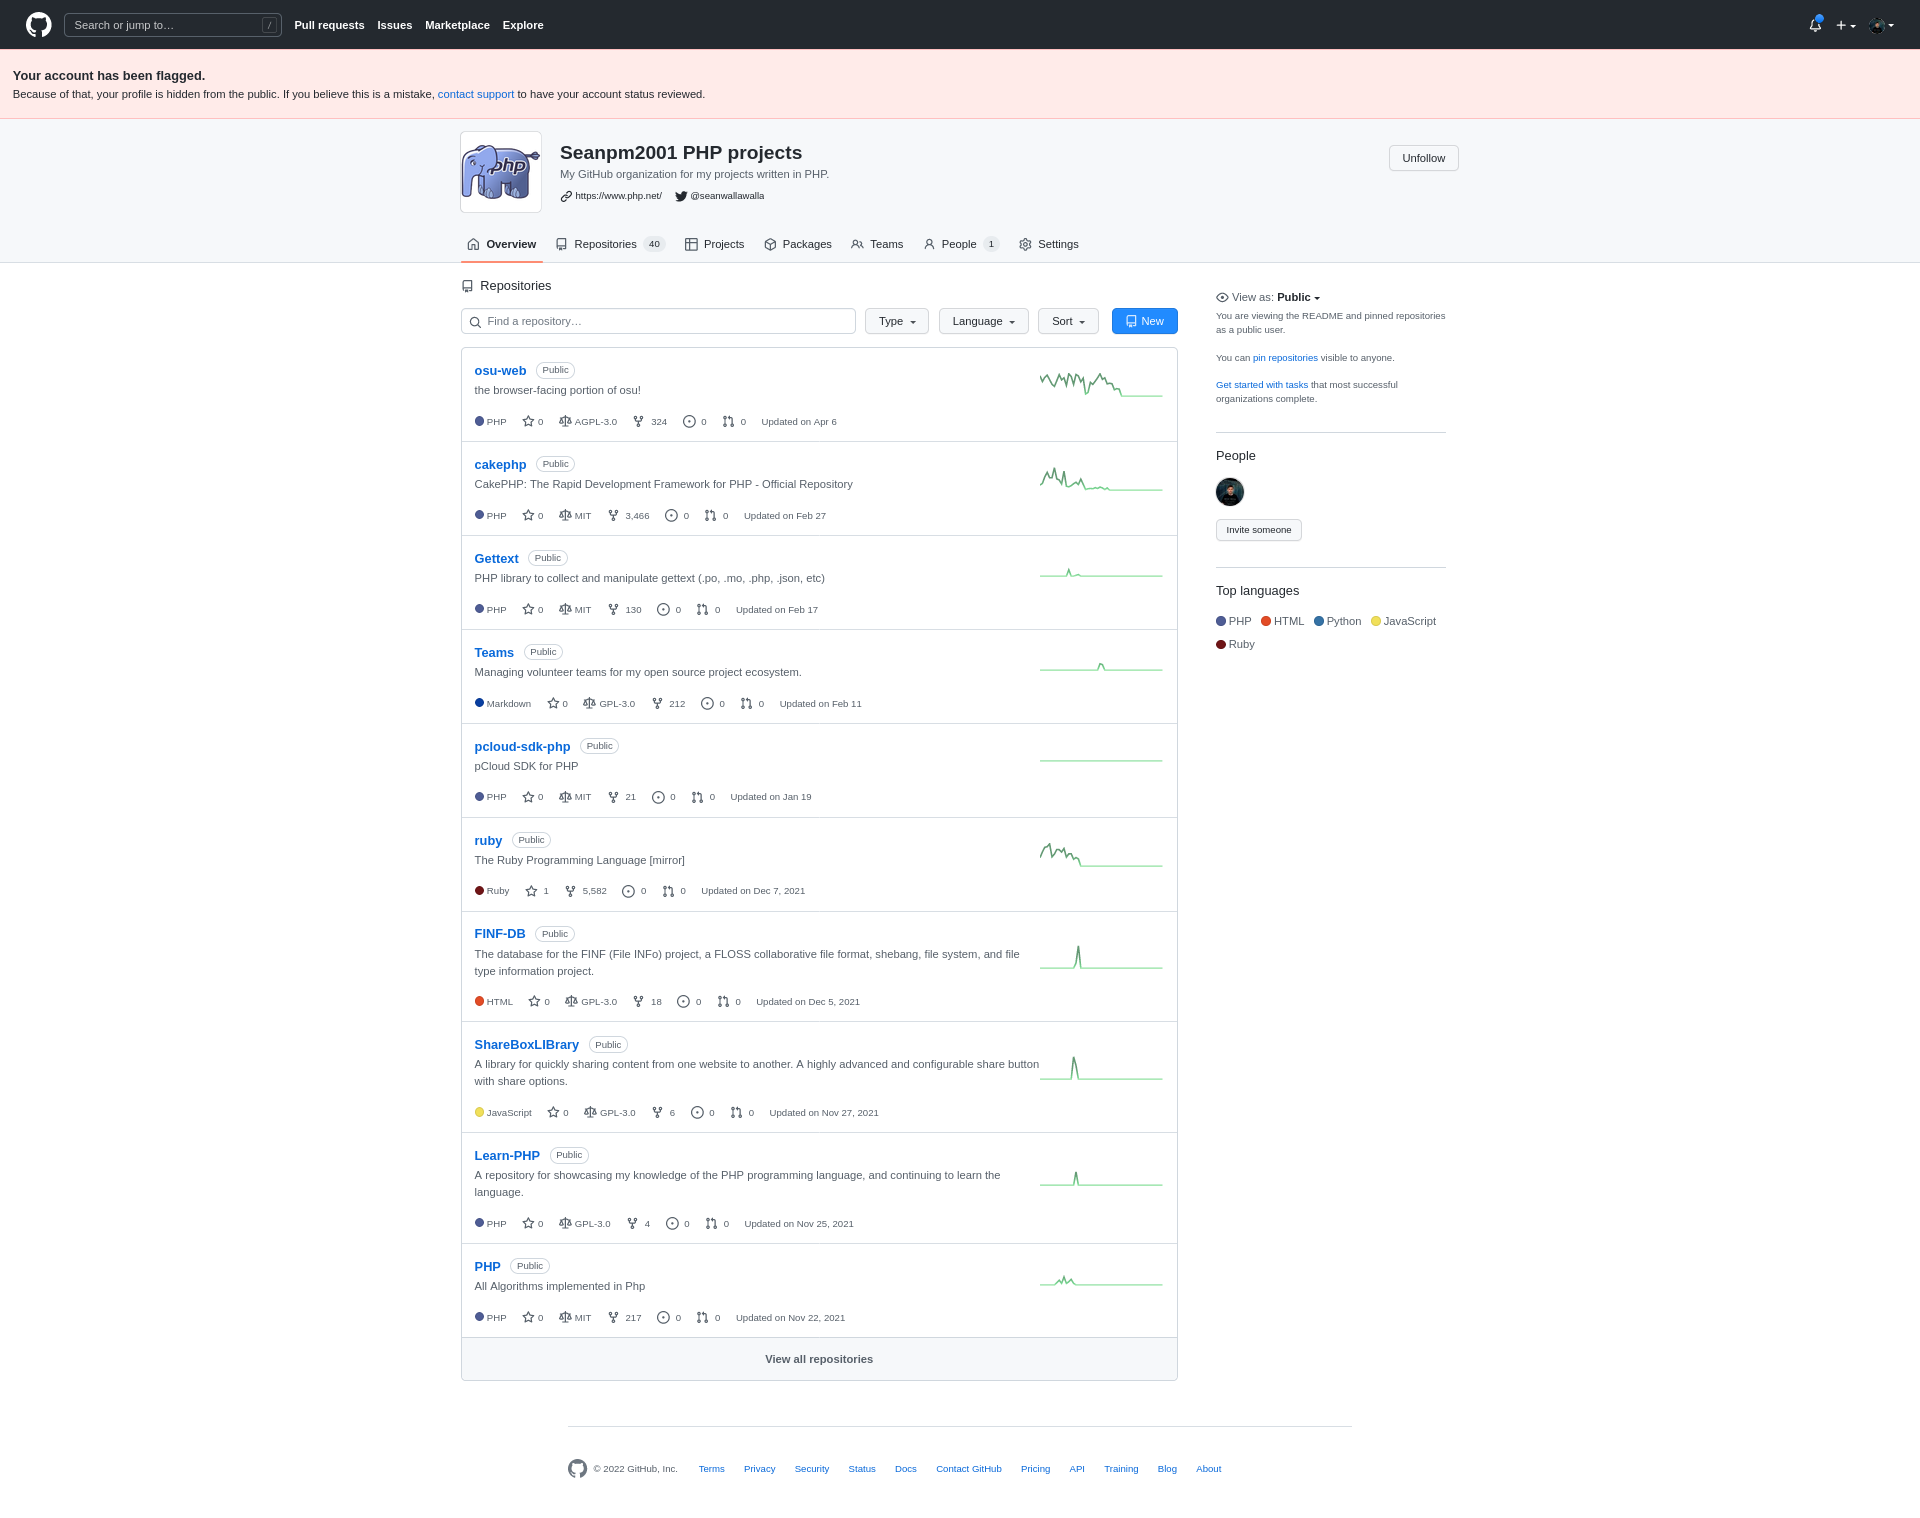 Search or jump to…
/
Pull requests Issues Marketplace Explore
Your account has been flagged.
Because of that, your profile is hidden from the public. If you believe this is a mistake, contact support to have your account status reviewed.
php
Seanpm2001 PHP projects
My GitHub organization for my projects written in PHP.
https://www.php.net/ @seanwallawalla
Unfollow
Overview Repositories 40 Projects Packages Teams People 1 Settings
Repositories
Find a repository…
Type Language Sort New
osu-web Public
the browser-facing portion of osu!
PHP 0 AGPL-3.0 324 0 0 Updated on Apr 6
cakephp Public
CakePHP: The Rapid Development Framework for PHP - Official Repository
PHP 0 MIT 3,466 0 0 Updated on Feb 27
Gettext Public
PHP library to collect and manipulate gettext (.po, .mo, .php, .json, etc)
PHP 0 MIT 130 0 0 Updated on Feb 17
Teams Public
Managing volunteer teams for my open source project ecosystem.
Markdown 0 GPL-3.0 212 0 0 Updated on Feb 11
pcloud-sdk-php Public
pCloud SDK for PHP
PHP 0 MIT 21 0 0 Updated on Jan 19
ruby Public
The Ruby Programming Language [mirror]
Ruby 1 5,582 0 0 Updated on Dec 7, 2021
FINF-DB Public
The database for the FINF (File INFo) project, a FLOSS collaborative file format, shebang, file system, and file
type information project.
HTML 0 GPL-3.0 18 0 0 Updated on Dec 5, 2021
ShareBoxLIBrary Public
A library for quickly sharing content from one website to another. A highly advanced and configurable share button
with share options.
JavaScript 0 GPL-3.0 6 0 0 Updated on Nov 27, 2021
Learn-PHP Public
A repository for showcasing my knowledge of the PHP programming language, and continuing to learn the
language.
PHP 0 GPL-3.0 4 0 0 Updated on Nov 25, 2021
PHP Public
All Algorithms implemented in Php
PHP 0 MIT 217 0 0 Updated on Nov 22, 2021
View all repositories
View as: Public
You are viewing the README and pinned repositories
as a public user.
You can pin repositories visible to anyone.
Get started with tasks that most successful
organizations complete.
People
Invite someone
Top languages
PHP HTML Python JavaScript
Ruby
© 2022 GitHub, Inc. Terms Privacy Security Status Docs Contact GitHub Pricing API Training Blog About